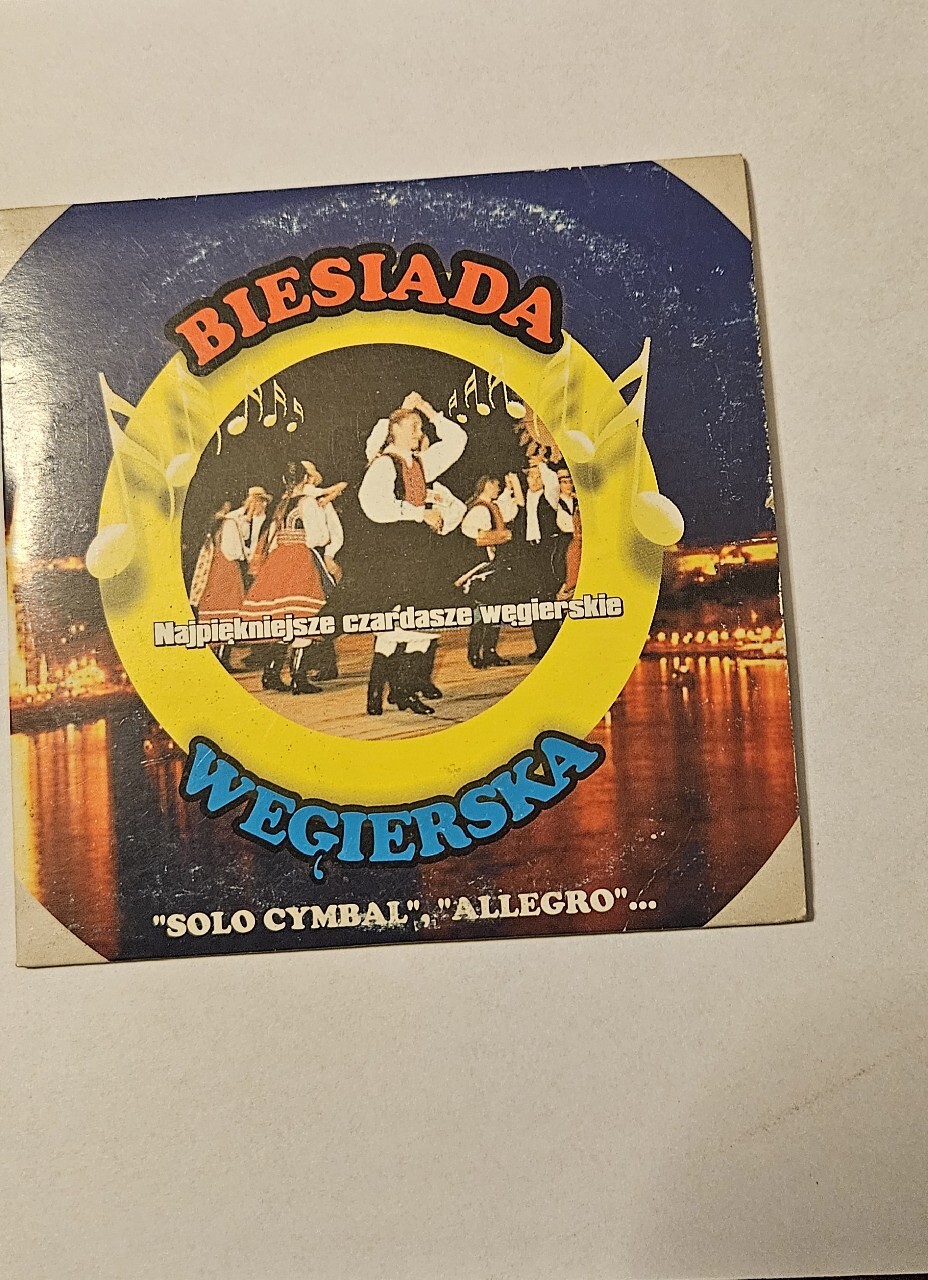 BIESIADA
Najpiękniejsze czardasze węgierskie
WĘGIERSKA
"SOLO CYMBAL", "ALLEGRO"...